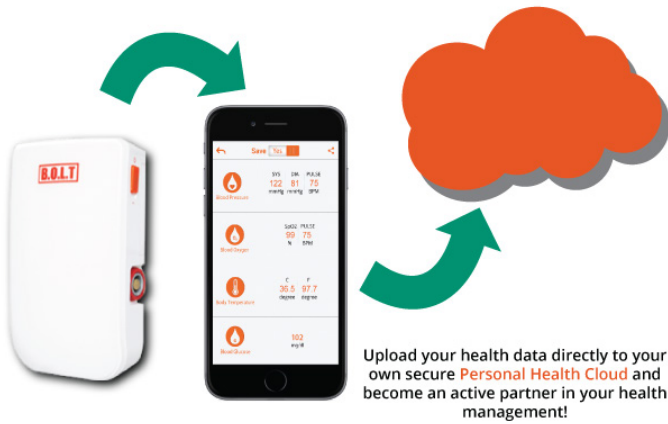 B.O.L.T
Save Yes
SYS DIA PULSE
122 81 75
mmHg mmHg BPM
Blood Pressure
SpO2 PULSE
99 75
% BPM
Blood Oxygen
C F
36.5 97.7
degree degree
Body Temperature
102
Blood Glucose
Upload your health data directly to your
own secure Personal Health Cloud and
become an active partner in your health
management!